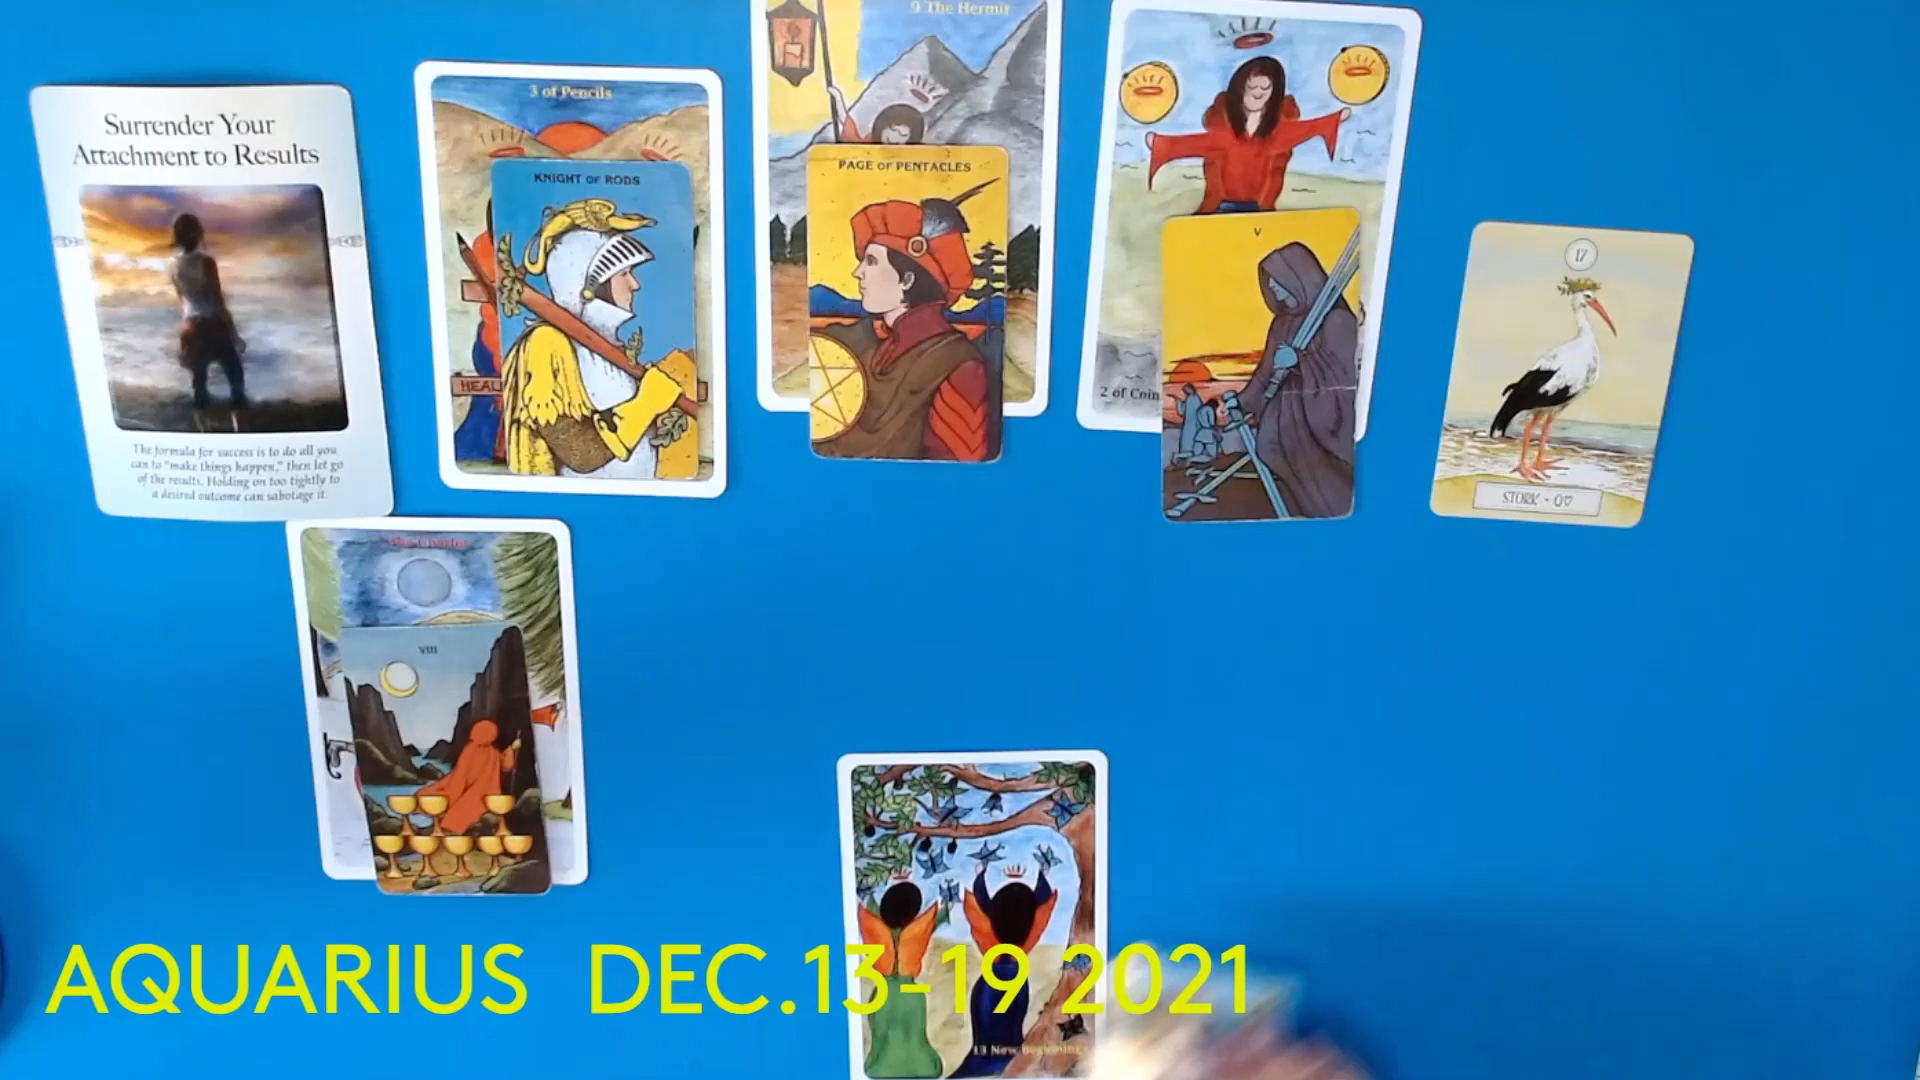 9 The Hermit
Surrender Your
Attachment to Results
3 of Pencils
KNIGHT OF RODS
PAGE OF PENTACLES
V
17
HEAL
2 of Coin
The formula for success is to do all you
can to "make things happen," then let go
of the results. Holding on too tightly to
a desired outcome can sabotage it.
STORK • Q♡
VIII
AQUARIUS DEC.13-19 2021
13 New Beginnings